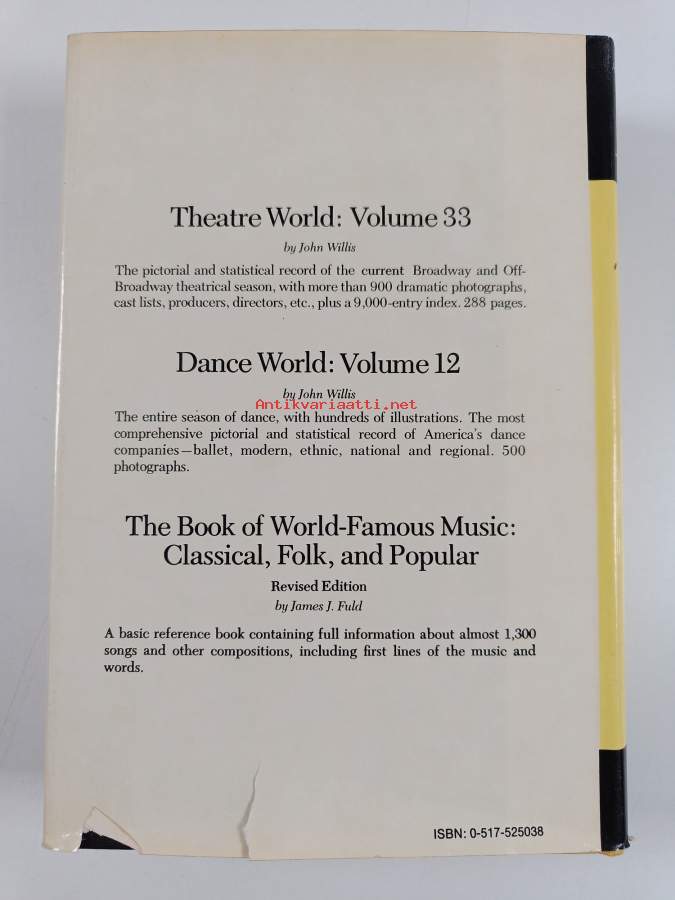 Theatre World: Volume 33
by John Willis
The pictorial and statistical record of the current Broadway and Off-
Broadway theatrical season, with more than 900 dramatic photographs,
cast lists, producers, directors, etc., plus a 9,000-entry index. 288 pages.
Dance World: Volume 12
by John Willis
Antikvariaatti.net
The entire season of dance, with hundreds of illustrations. The most
comprehensive pictorial and statistical record of America's dance
companies—ballet, modern, ethnic, national and regional. 500
photographs.
The Book of World-Famous Music:
Classical, Folk, and Popular
Revised Edition
by James J. Fuld
A basic reference book containing full information about almost 1,300
songs and other compositions, including first lines of the music and
words.
ISBN: 0-517-525038